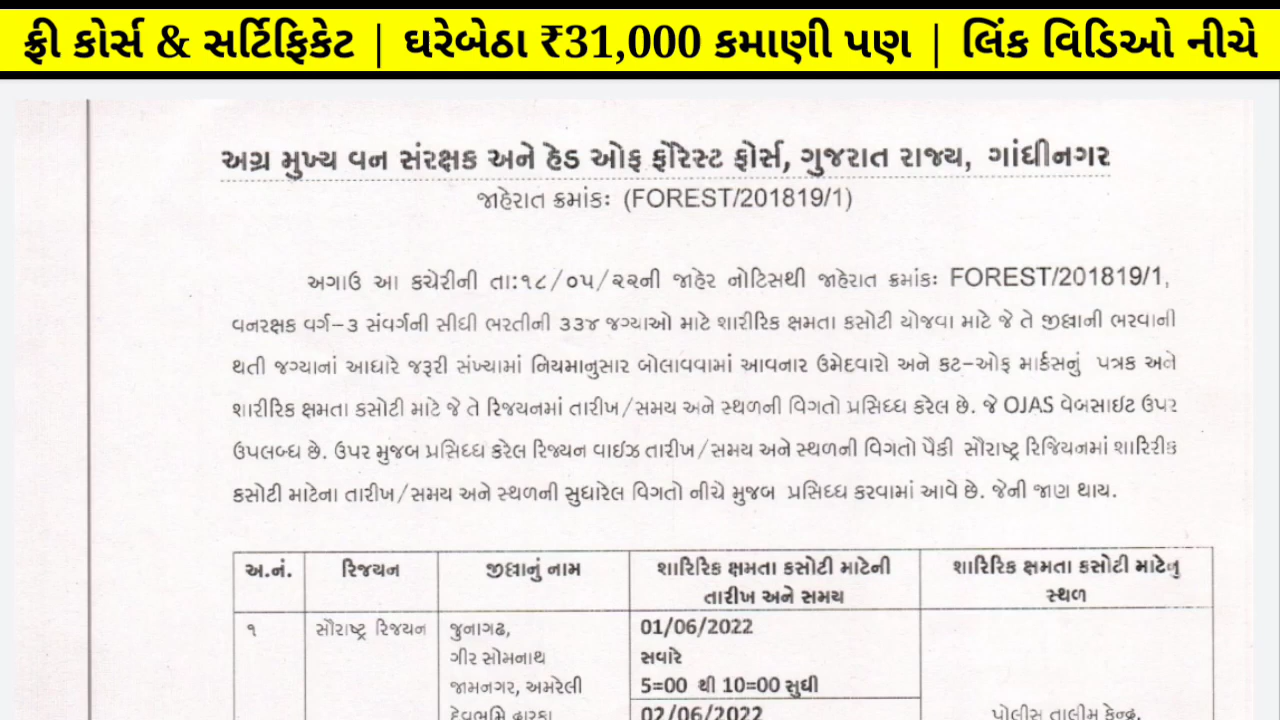 ફ્રી કોર્સ & સર્ટિફિકેટ | ઘરેબેઠા ₹31,000 કમાણી પણ | લિંક વિડિઓ નીચે
અગ્ર મુખ્ય વન સંરક્ષક અને હેડ ઓફ ફોરેસ્ટ ફોર્સ, ગુજરાત રાજ્ય, ગાંધીનગર
જાહેરાત ક્રમાંકઃ (FOREST/201819/1)
અગાઉ આ કચેરીની તા:૧૮/૦૫/૨૨ની જાહેર નોટિસથી જાહેરાત ક્રમાંકઃ FOREST/201819/1,
વનરક્ષક વર્ગ-૩ સંવર્ગની સીધી ભરતીની ૩૩૪ જગ્યાઓ માટે શારીરિક ક્ષમતા કસોટી યોજવા માટે જે તે જીલ્લાની ભરવાની
થતી જગ્યાનાં આધારે જરૂરી સંખ્યામાં નિયમાનુસાર બોલાવવામાં આવનાર ઉમેદવારો અને કટ-ઓફ માર્કસનું પત્રક અને
શારીરિક ક્ષમતા કસોટી માટે જે તે રિજયનમાં તારીખ/સમય અને સ્થળની વિગતો પ્રસિધ્ધ કરેલ છે. જે OJAS વેબસાઈટ ઉપર
ઉપલબ્ધ છે. ઉપર મુજબ પ્રસિધ્ધ કરેલ રિજ્યન વાઈઝ તારીખ/સમય અને સ્થળની વિગતો પૈકી સૌરાષ્ટ્ર રિજિયનમાં શારિરીક
કસોટી માટેના તારીખ/સમય અને સ્થળની સુધારેલ વિગતો નીચે મુજબ પ્રસિધ્ધ કરવામાં આવે છે. જેની જાણ થાય.
અ.નં. રિજયન જીલ્લાનું નામ શારિરિક ક્ષમતા કસોટી માટેની શારિરિક ક્ષમતા કસોટી માટેનુ
તારીખ અને સમય સ્થળ
૧ સૌરાષ્ટ્ર રિજયન જુનાગઢ, 01/06/2022
ગીર સોમનાથ સવારે
જામનગર, અમરેલી 5=00 થી 10=00 સુધી
દેવભૂમિ દ્વારકા 02/06/2022 પોલીસ તાલીમ કેન્દ્ર,